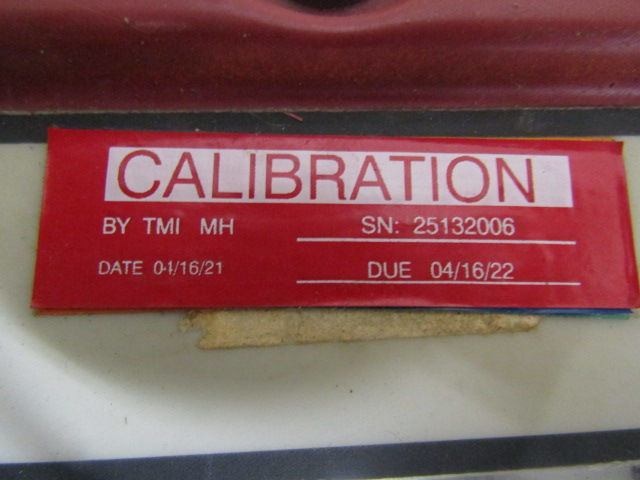 CALIBRATION
BY TMI MH SN: 25132006
DATE 04/16/21 DUE 04/16/22